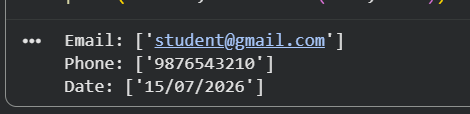 Email: ['student@gmail.com']
Phone: ['9876543210']
Date: ['15/07/2026']